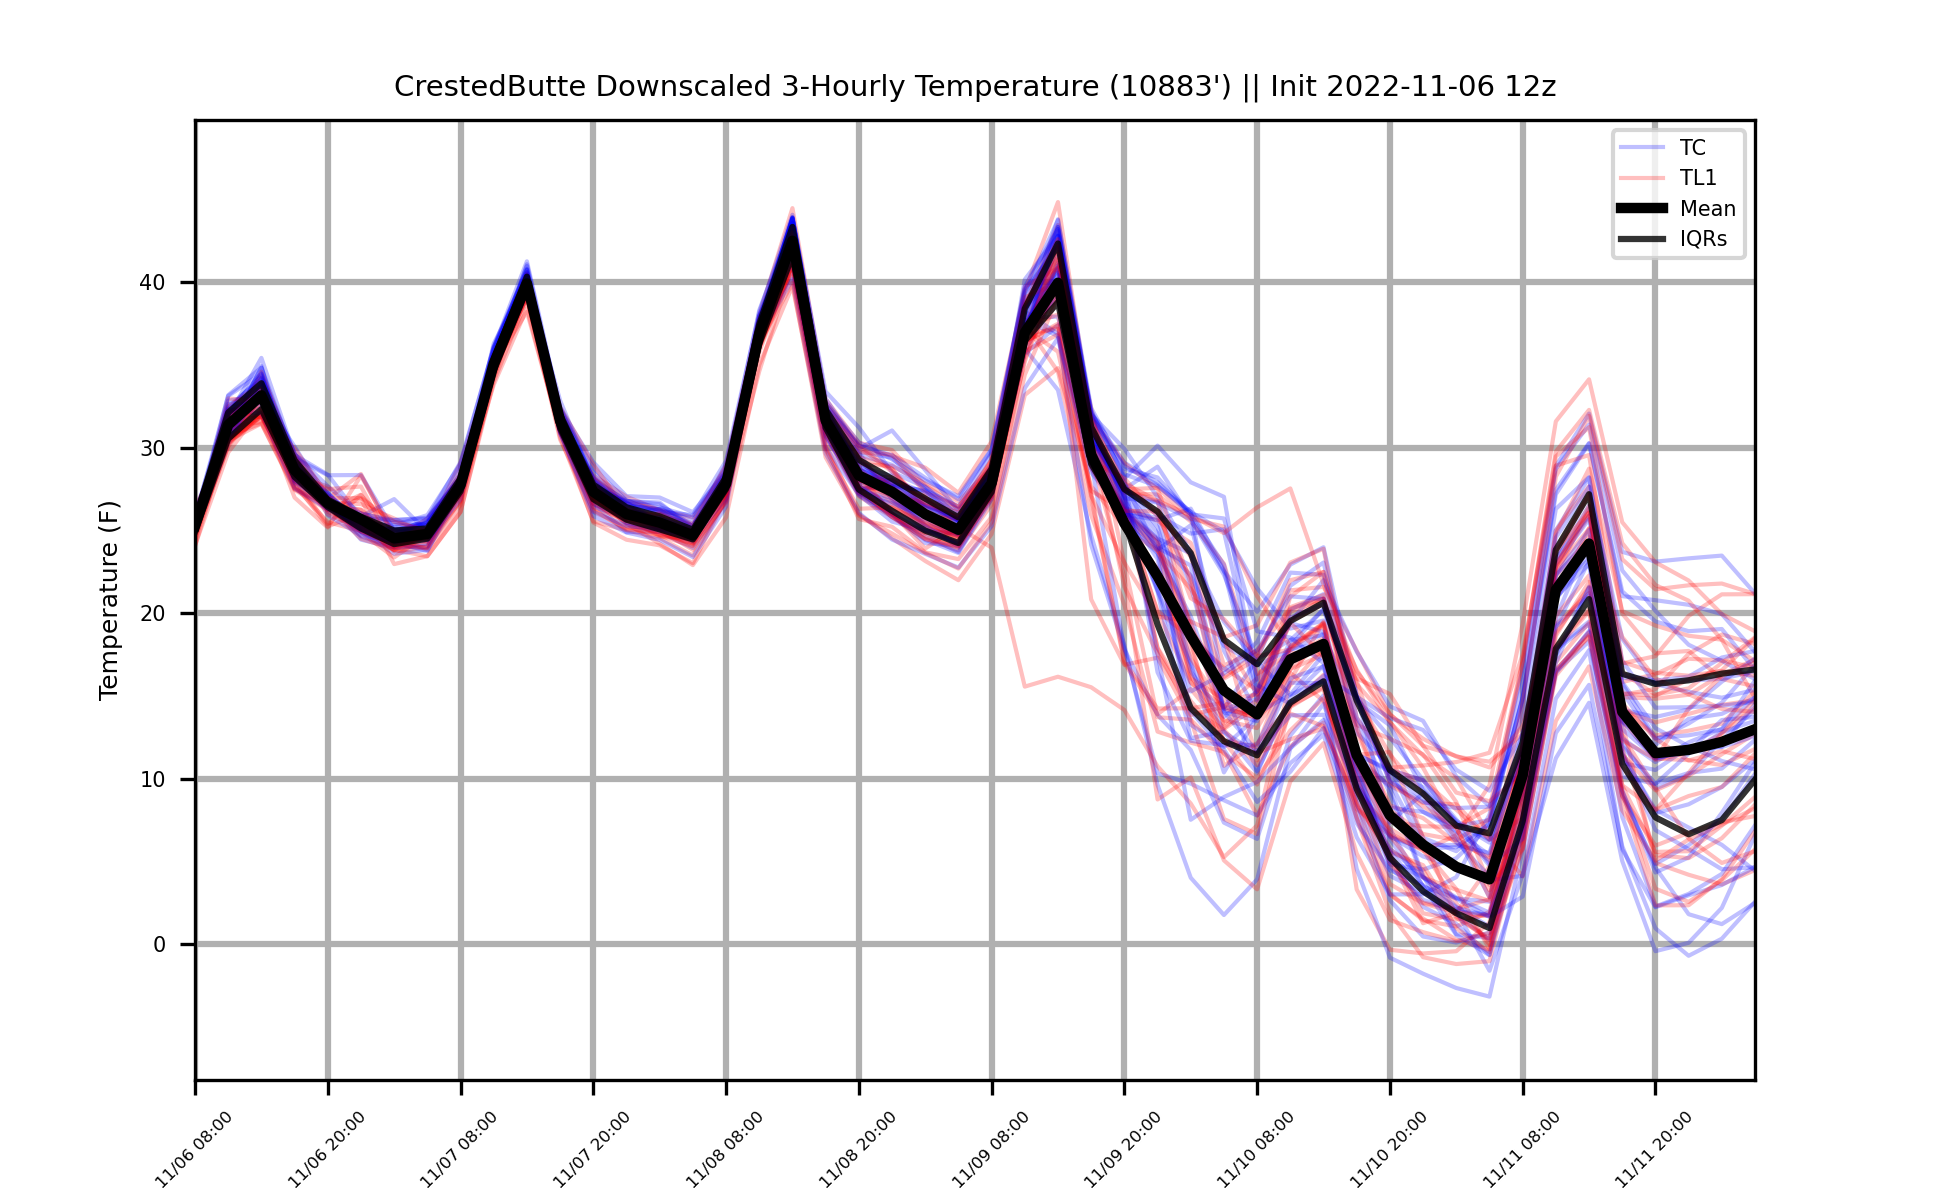 CrestedButte Downscaled 3-Hourly Temperature (10883') || Init 2022-11-06 12z
TC
TL1
Mean
IQRs
Temperature (F)
40
30
20
10
0
11/06 08:00
11/06 20:00
11/07 08:00
11/07 20:00
11/08 08:00
11/08 20:00
11/09 08:00
11/09 20:00
11/10 08:00
11/10 20:00
11/11 08:00
11/11 20:00